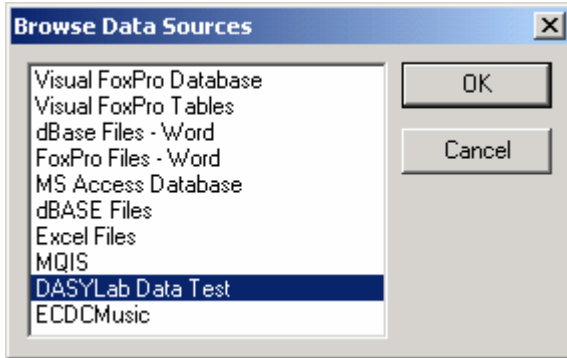 Browse Data Sources
Visual FoxPro Database
Visual FoxPro Tables
dBase Files - Word
FoxPro Files - Word
MS Access Database
dBASE Files
Excel Files
MQIS
DASYLab Data Test
ECDCMusic
OK
Cancel